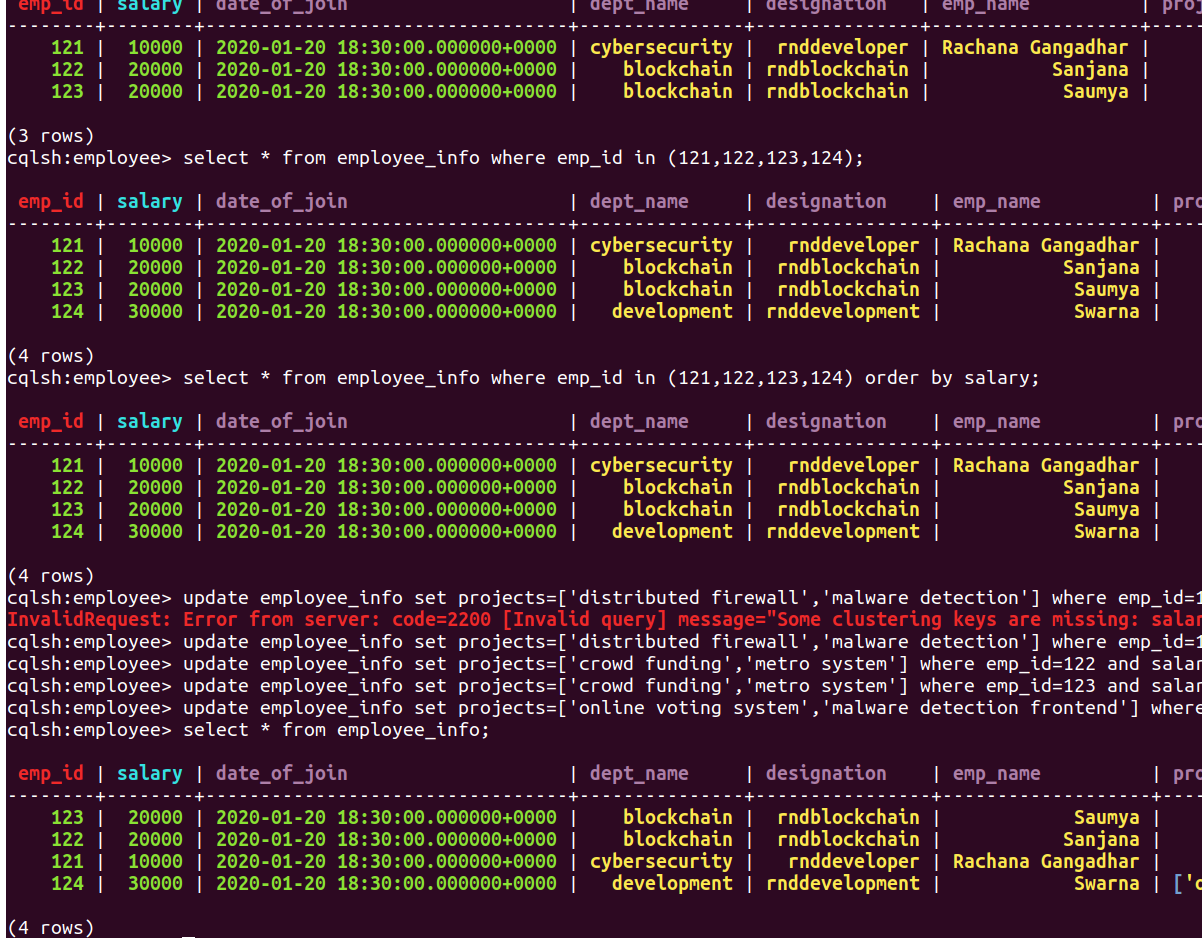 emp_id | salary | date_of_join | dept_name | designation | emp_name | proj
--------+--------+---------------------------------+---------------+--------------+-------------------+-----
121 | 10000 | 2020-01-20 18:30:00.000000+0000 | cybersecurity | rnddeveloper | Rachana Gangadhar |
122 | 20000 | 2020-01-20 18:30:00.000000+0000 | blockchain | rndblockchain | Sanjana |
123 | 20000 | 2020-01-20 18:30:00.000000+0000 | blockchain | rndblockchain | Saumya |
(3 rows)
cqlsh:employee> select * from employee_info where emp_id in (121,122,123,124);
emp_id | salary | date_of_join | dept_name | designation | emp_name | pro
--------+--------+---------------------------------+---------------+----------------+-------------------+----
121 | 10000 | 2020-01-20 18:30:00.000000+0000 | cybersecurity | rnddeveloper | Rachana Gangadhar |
122 | 20000 | 2020-01-20 18:30:00.000000+0000 | blockchain | rndblockchain | Sanjana |
123 | 20000 | 2020-01-20 18:30:00.000000+0000 | blockchain | rndblockchain | Saumya |
124 | 30000 | 2020-01-20 18:30:00.000000+0000 | development | rnddevelopment | Swarna |
(4 rows)
cqlsh:employee> select * from employee_info where emp_id in (121,122,123,124) order by salary;
emp_id | salary | date_of_join | dept_name | designation | emp_name | pro
--------+--------+---------------------------------+---------------+----------------+-------------------+----
121 | 10000 | 2020-01-20 18:30:00.000000+0000 | cybersecurity | rnddeveloper | Rachana Gangadhar |
122 | 20000 | 2020-01-20 18:30:00.000000+0000 | blockchain | rndblockchain | Sanjana |
123 | 20000 | 2020-01-20 18:30:00.000000+0000 | blockchain | rndblockchain | Saumya |
124 | 30000 | 2020-01-20 18:30:00.000000+0000 | development | rnddevelopment | Swarna |
(4 rows)
cqlsh:employee> update employee_info set projects=['distributed firewall','malware detection'] where emp_id=1
InvalidRequest: Error from server: code=2200 [Invalid query] message="Some clustering keys are missing: salar
cqlsh:employee> update employee_info set projects=['distributed firewall','malware detection'] where emp_id=1
cqlsh:employee> update employee_info set projects=['crowd funding','metro system'] where emp_id=122 and salar
cqlsh:employee> update employee_info set projects=['crowd funding','metro system'] where emp_id=123 and salar
cqlsh:employee> update employee_info set projects=['online voting system','malware detection frontend'] where
cqlsh:employee> select * from employee_info;
emp_id | salary | date_of_join | dept_name | designation | emp_name | pro
--------+--------+---------------------------------+---------------+----------------+-------------------+----
123 | 20000 | 2020-01-20 18:30:00.000000+0000 | blockchain | rndblockchain | Saumya |
122 | 20000 | 2020-01-20 18:30:00.000000+0000 | blockchain | rndblockchain | Sanjana |
121 | 10000 | 2020-01-20 18:30:00.000000+0000 | cybersecurity | rnddeveloper | Rachana Gangadhar |
124 | 30000 | 2020-01-20 18:30:00.000000+0000 | development | rnddevelopment | Swarna | ['o
(4 rows)